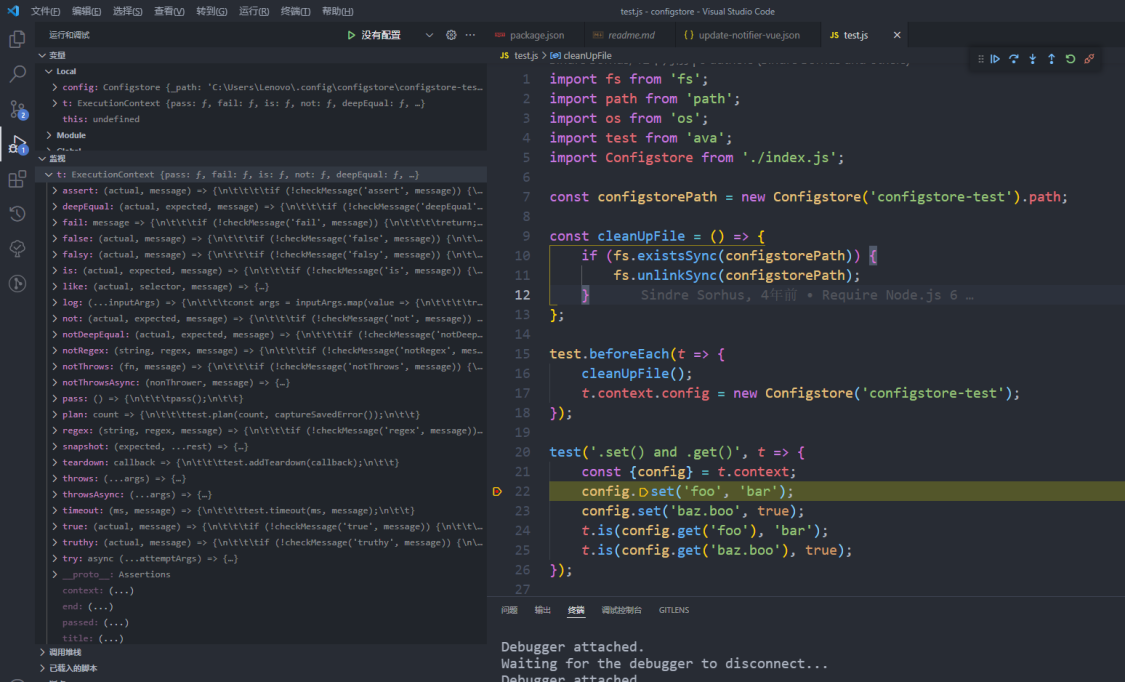 文件(F) 编辑(E) 选择(S) 查看(V) 转到(G) 运行(R) 终端(T) 帮助(H)
test.js - configstore - Visual Studio Code
运行和调试
没有配置
变量
Local
config: Configstore {_path: 'C:\Users\Lenovo\.config\configstore\configstore-tes…
t: ExecutionContext {pass: ƒ, fail: ƒ, is: ƒ, not: ƒ, deepEqual: ƒ, …}
this: undefined
Module
Global
监视
t: ExecutionContext {pass: ƒ, fail: ƒ, is: ƒ, not: ƒ, deepEqual: ƒ, …}
assert: (actual, message) => {\n\t\t\t\tif (!checkMessage('assert', message)) {\…
deepEqual: (actual, expected, message) => {\n\t\t\t\tif (!checkMessage('deepEqual'…
fail: message => {\n\t\t\t\tif (!checkMessage('fail', message)) {\n\t\t\t\t\treturn;…
false: (actual, message) => {\n\t\t\t\tif (!checkMessage('false', message)) {\n\t\…
falsy: (actual, message) => {\n\t\t\t\tif (!checkMessage('falsy', message)) {\n\t\…
is: (actual, expected, message) => {\n\t\t\t\tif (!checkMessage('is', message)) {\…
like: (actual, selector, message) => {…}
log: (...inputArgs) => {\n\t\t\t\tconst args = inputArgs.map(value => {\n\t\t\t\t\tr…
not: (actual, expected, message) => {\n\t\t\t\tif (!checkMessage('not', message)) …
notDeepEqual: (actual, expected, message) => {\n\t\t\t\tif (!checkMessage('notDeep…
notRegex: (string, regex, message) => {\n\t\t\t\tif (!checkMessage('notRegex', mes…
notThrows: (fn, message) => {\n\t\t\t\tif (!checkMessage('notThrows', message)) {\…
notThrowsAsync: (nonThrower, message) => {…}
pass: () => {\n\t\t\t\tpass();\n\t\t\t}
plan: count => {\n\t\t\t\ttest.plan(count, captureSavedError());\n\t\t\t}
regex: (string, regex, message) => {\n\t\t\t\tif (!checkMessage('regex', message))…
snapshot: (expected, ...rest) => {…}
teardown: callback => {\n\t\t\t\ttest.addTeardown(callback);\n\t\t\t}
throws: (...args) => {…}
throwsAsync: (...args) => {…}
timeout: (ms, message) => {\n\t\t\t\ttest.timeout(ms, message);\n\t\t\t}
true: (actual, message) => {\n\t\t\t\tif (!checkMessage('true', message)) {\n\t\t\…
truthy: (actual, message) => {\n\t\t\t\tif (!checkMessage('truthy', message)) {\n\…
try: async (...attemptArgs) => {…}
__proto__: Assertions
context: (...)
end: (...)
passed: (...)
title: (...)
调用堆栈
已载入的脚本
2
1
package.json
readme.md
{ } update-notifier-vue.json
JS test.js
JS test.js > cleanUpFile
1 import fs from 'fs';
2 import path from 'path';
3 import os from 'os';
4 import test from 'ava';
5 import Configstore from './index.js';
6
7 const configstorePath = new Configstore('configstore-test').path;
8
9 const cleanUpFile = () => {
10 if (fs.existsSync(configstorePath)) {
11 fs.unlinkSync(configstorePath);
12 } Sindre Sorhus, 4年前 • Require Node.js 6 …
13 };
14
15 test.beforeEach(t => {
16 cleanUpFile();
17 t.context.config = new Configstore('configstore-test');
18 });
19
20 test('.set() and .get()', t => {
21 const {config} = t.context;
22 config.set('foo', 'bar');
23 config.set('baz.boo', true);
24 t.is(config.get('foo'), 'bar');
25 t.is(config.get('baz.boo'), true);
26 });
27
问题 输出 终端 调试控制台 GITLENS
Debugger attached.
Waiting for the debugger to disconnect...
Debugger attached.